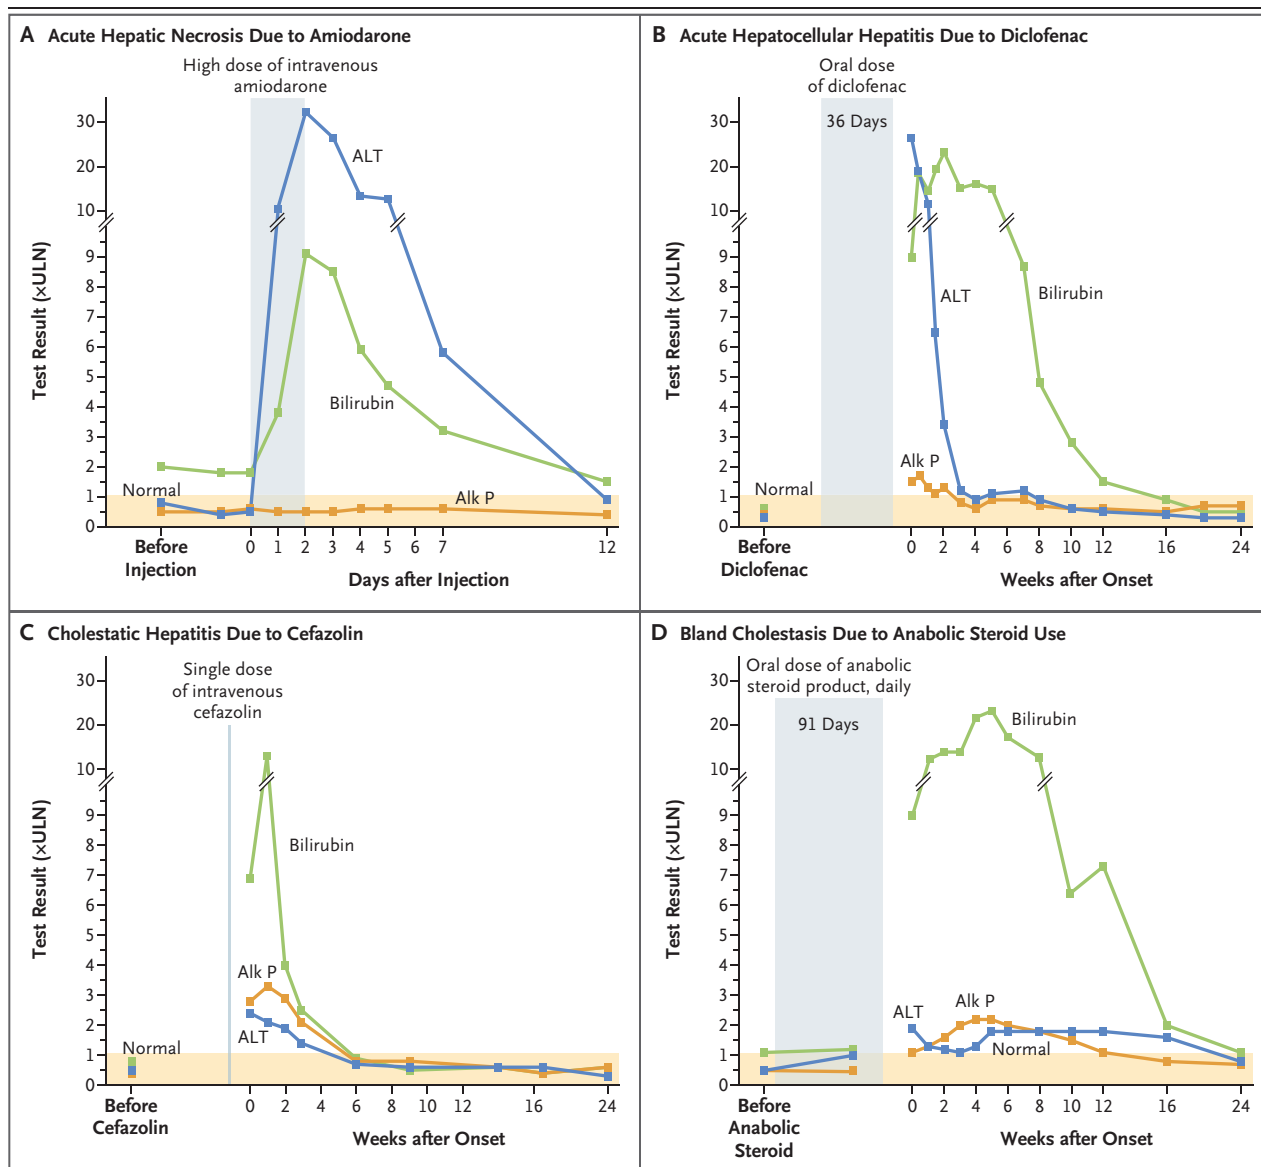 A Acute Hepatic Necrosis Due to Amiodarone
High dose of intravenous
amiodarone
30
20
10
9
8
7
6
5
4
3
2
1
0
Test Result (×ULN)
ALT
Bilirubin
Alk P
Normal
Before
Injection
0 1 2 3 4 5 6 7 12
Days after Injection
B Acute Hepatocellular Hepatitis Due to Diclofenac
Oral dose
of diclofenac
36 Days
30
20
10
9
8
7
6
5
4
3
2
1
0
Test Result (×ULN)
ALT
Bilirubin
Alk P
Normal
Before
Diclofenac
0 2 4 6 8 10 12 16 24
Weeks after Onset
C Cholestatic Hepatitis Due to Cefazolin
Single dose
of intravenous
cefazolin
30
20
10
9
8
7
6
5
4
3
2
1
0
Test Result (×ULN)
Bilirubin
Alk P
ALT
Normal
Before
Cefazolin
0 2 4 6 8 10 12 16 24
Weeks after Onset
D Bland Cholestasis Due to Anabolic Steroid Use
Oral dose of anabolic
steroid product, daily
91 Days
30
20
10
9
8
7
6
5
4
3
2
1
0
Test Result (×ULN)
Bilirubin
ALT
Alk P
Normal
Before
Anabolic
Steroid
0 2 4 6 8 10 12 16 24
Weeks after Onset